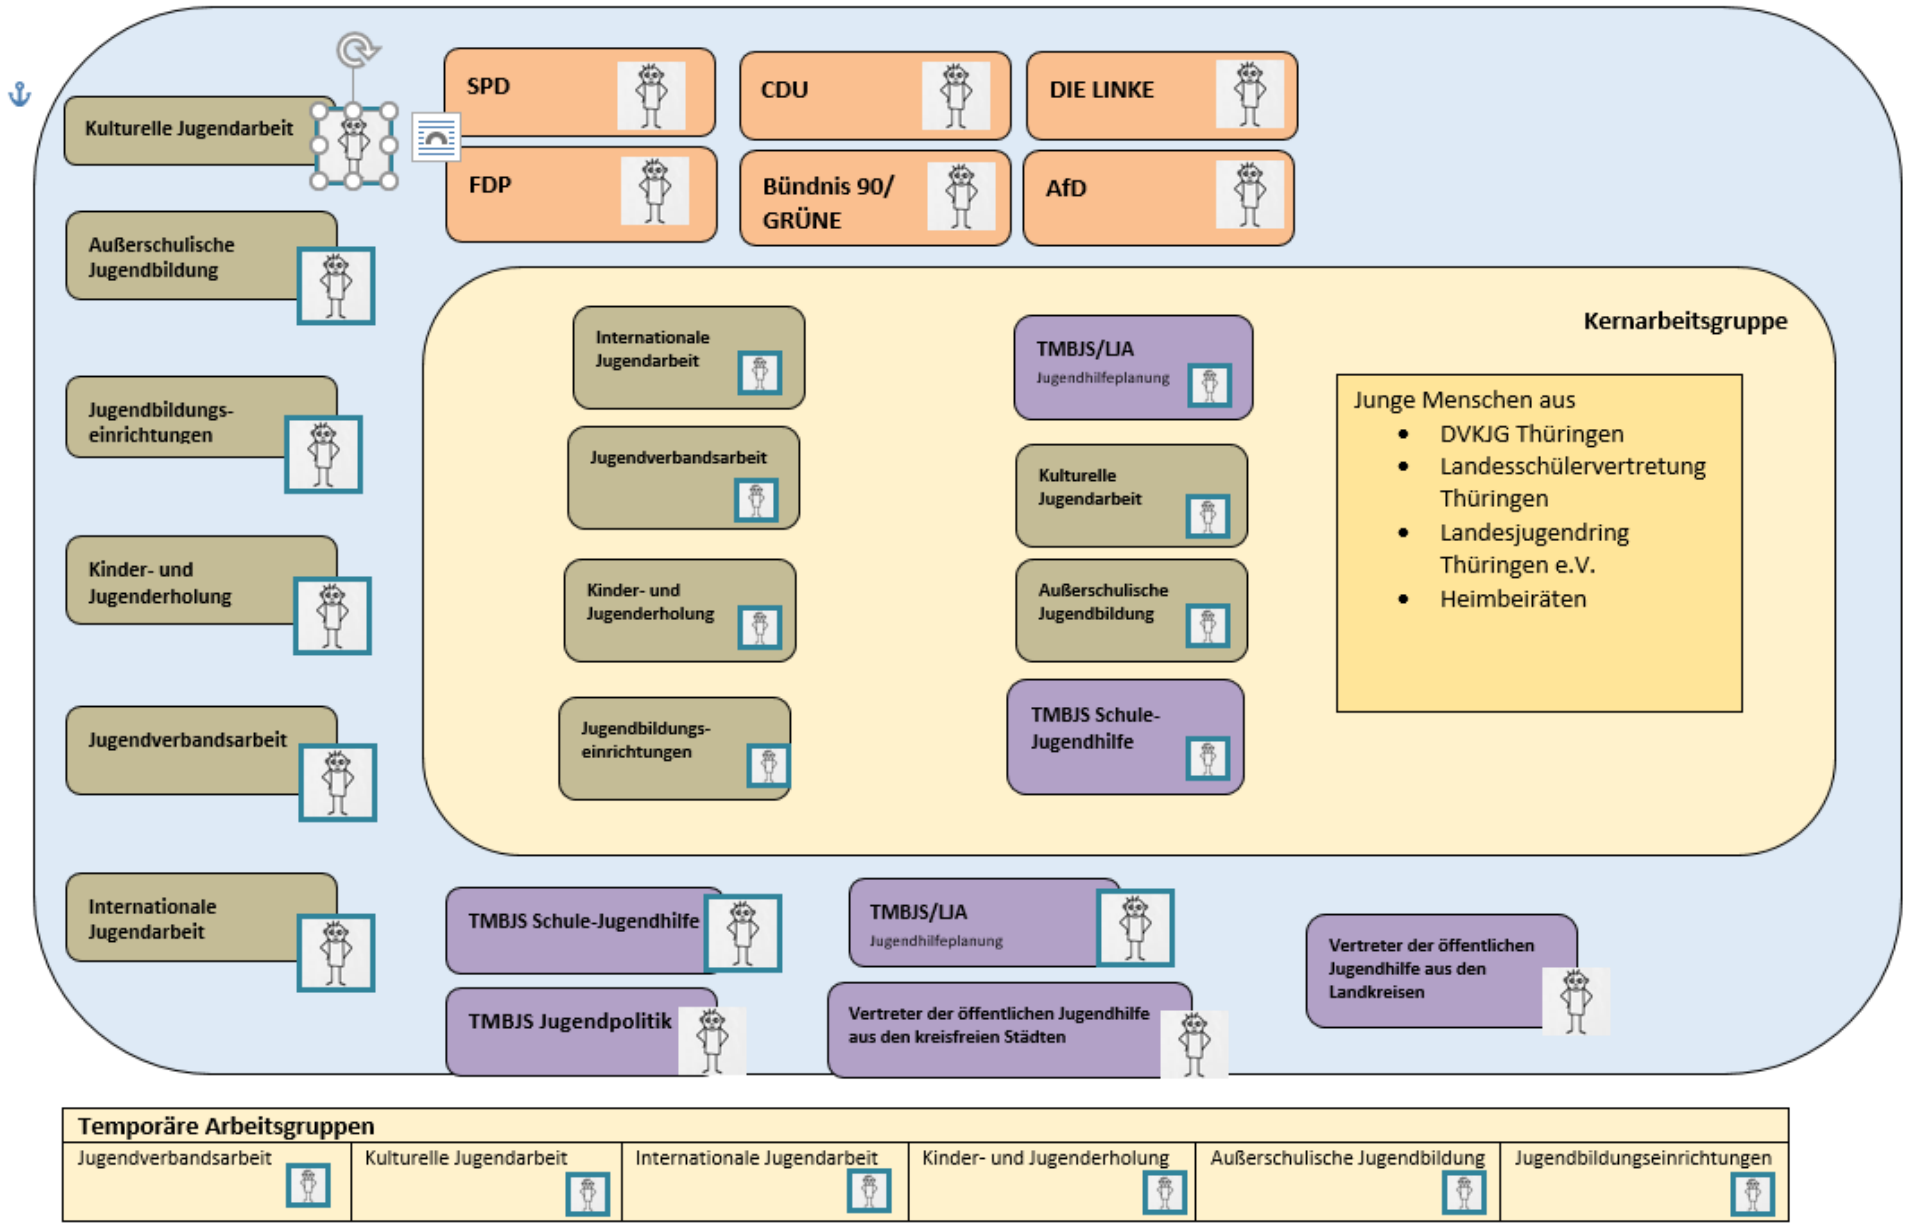 SPD
CDU
DIE LINKE
Kulturelle Jugendarbeit
FDP
Bündnis 90/
GRÜNE
AfD
Außerschulische
Jugendbildung
Jugendbildungs-
einrichtungen
Kinder- und
Jugenderholung
Jugendverbandsarbeit
Internationale
Jugendarbeit
Kernarbeitsgruppe
Internationale
Jugendarbeit
Jugendverbandsarbeit
Kinder- und
Jugenderholung
Jugendbildungs-
einrichtungen
TMBJS/LJA
Jugendhilfeplanung
Kulturelle
Jugendarbeit
Außerschulische
Jugendbildung
TMBJS Schule-
Jugendhilfe
Junge Menschen aus
• DVKJG Thüringen
• Landesschülervertretung
Thüringen
• Landesjugendring
Thüringen e.V.
• Heimbeiräten
TMBJS Schule-Jugendhilfe
TMBJS/LJA
Jugendhilfeplanung
Vertreter der öffentlichen
Jugendhilfe aus den
Landkreisen
TMBJS Jugendpolitik
Vertreter der öffentlichen Jugendhilfe
aus den kreisfreien Städten
Temporäre Arbeitsgruppen
Jugendverbandsarbeit
Kulturelle Jugendarbeit
Internationale Jugendarbeit
Kinder- und Jugenderholung
Außerschulische Jugendbildung
Jugendbildungseinrichtungen